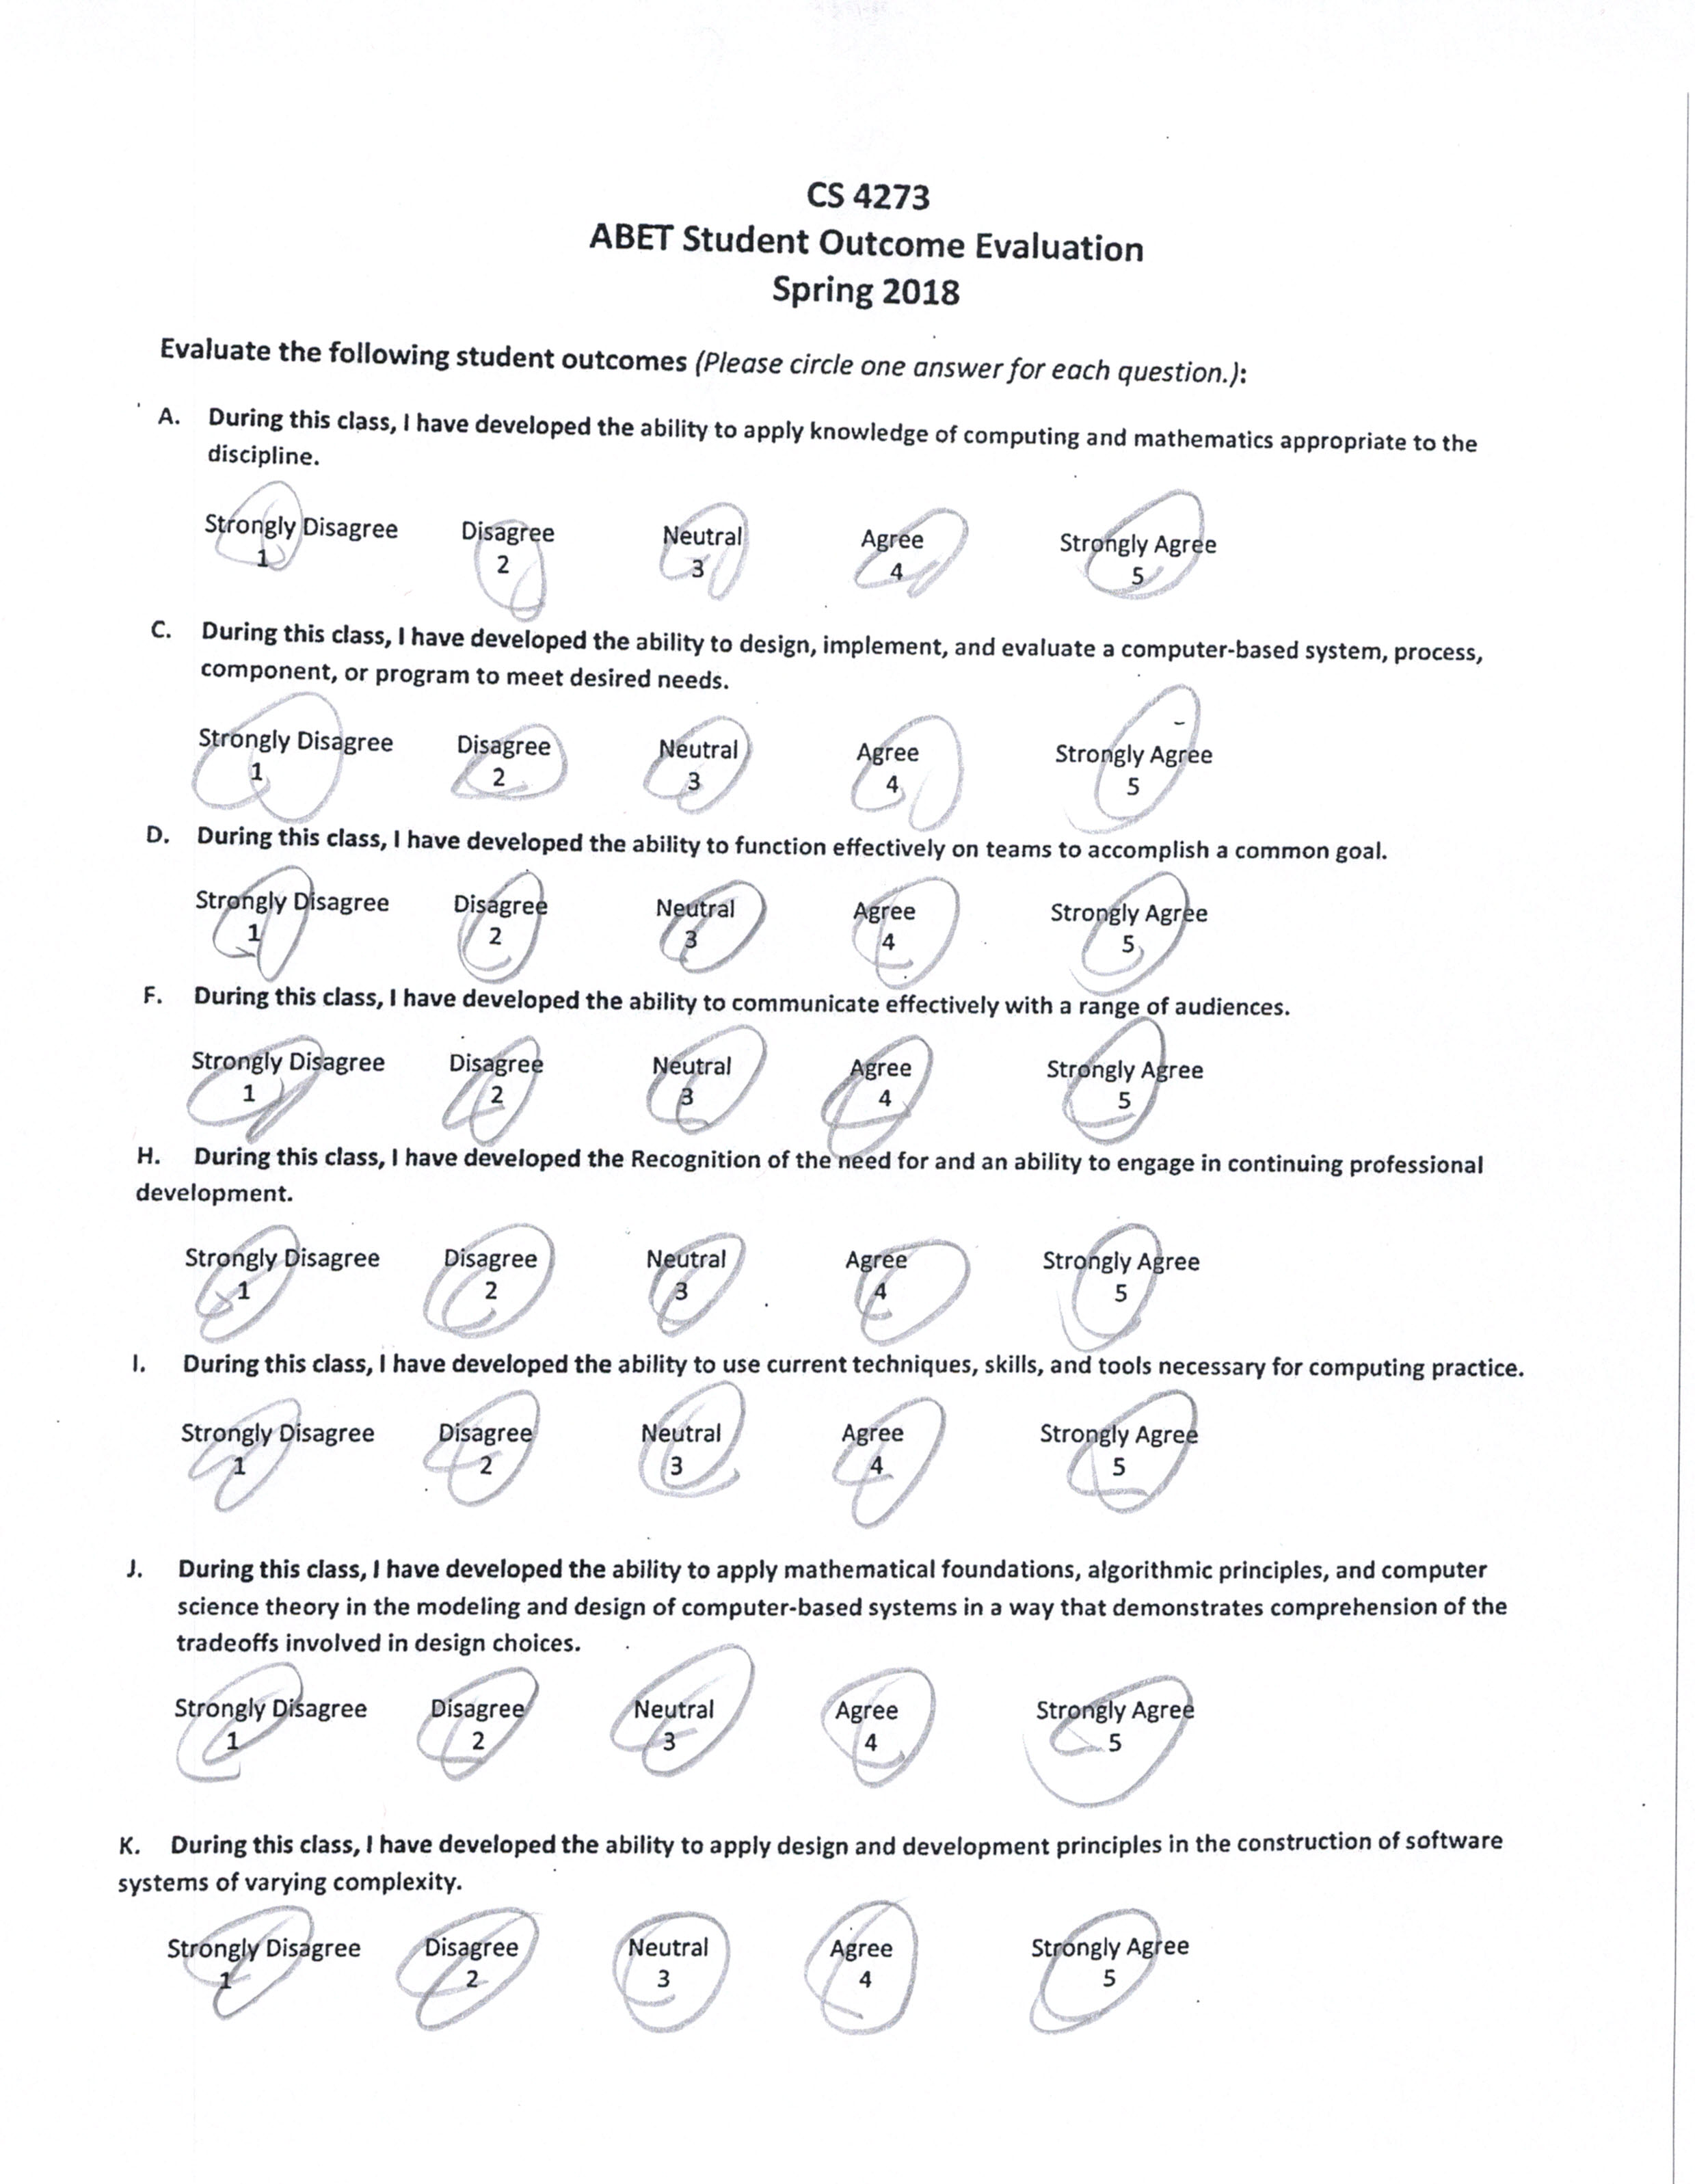 CS 4273
ABET Student Outcome Evaluation
Spring 2018
Evaluate the following student outcomes (Please circle one answer for each question.):
A. During this class, I have developed the ability to apply knowledge of computing and mathematics appropriate to the
discipline.
Strongly Disagree Disagree Neutral Agree Strongly Agree
1 2 3 4 5
C. During this class, I have developed the ability to design, implement, and evaluate a computer-based system, process,
component, or program to meet desired needs.
Strongly Disagree Disagree Neutral Agree Strongly Agree
1 2 3 4 5
D. During this class, I have developed the ability to function effectively on teams to accomplish a common goal.
Strongly Disagree Disagree Neutral Agree Strongly Agree
1 2 3 4 5
F. During this class, I have developed the ability to communicate effectively with a range of audiences.
Strongly Disagree Disagree Neutral Agree Strongly Agree
1 2 3 4 5
H. During this class, I have developed the Recognition of the need for and an ability to engage in continuing professional
development.
Strongly Disagree Disagree Neutral Agree Strongly Agree
1 2 3 4 5
I. During this class, I have developed the ability to use current techniques, skills, and tools necessary for computing practice.
Strongly Disagree Disagree Neutral Agree Strongly Agree
1 2 3 4 5
J. During this class, I have developed the ability to apply mathematical foundations, algorithmic principles, and computer
science theory in the modeling and design of computer-based systems in a way that demonstrates comprehension of the
tradeoffs involved in design choices.
Strongly Disagree Disagree Neutral Agree Strongly Agree
1 2 3 4 5
K. During this class, I have developed the ability to apply design and development principles in the construction of software
systems of varying complexity.
Strongly Disagree Disagree Neutral Agree Strongly Agree
1 2 3 4 5